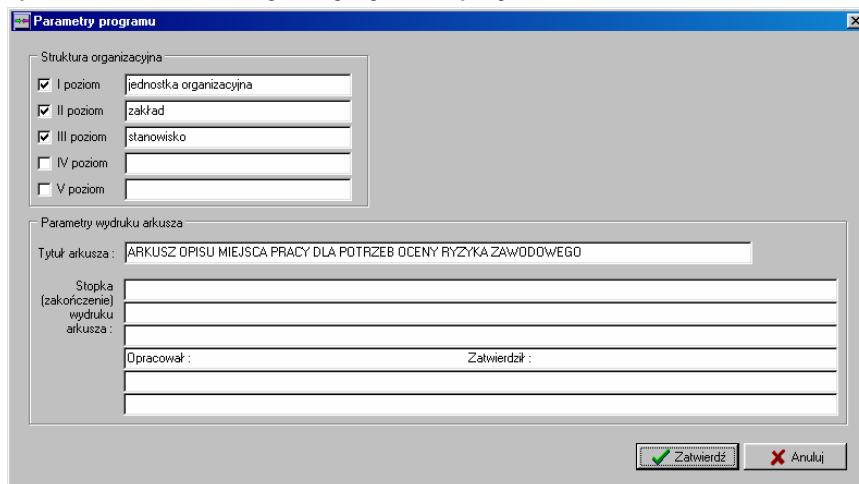 Parametry programu
Struktura organizacyjna
I poziom jednostka organizacyjna
II poziom zakład
III poziom stanowisko
IV poziom
V poziom
Parametry wydruku arkusza
Tytuł arkusza : ARKUSZ OPISU MIEJSCA PRACY DLA POTRZEB OCENY RYZYKA ZAWODOWEGO
Stopka
(zakończenie)
wydruku
arkusza :
Opracował : Zatwierdził :
Zatwierdź Anuluj